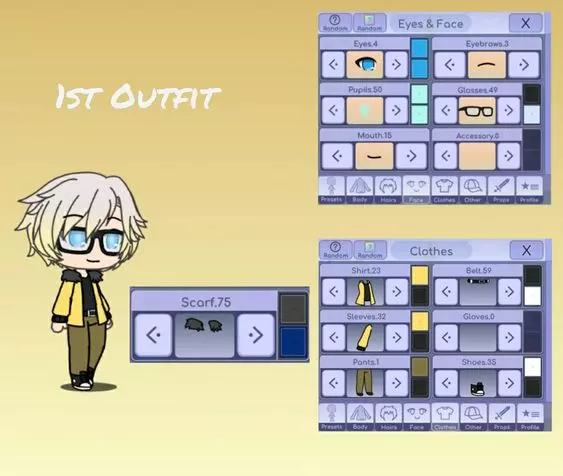 1st Outfit
Random
Random
Eyes & Face
X
Eyes.4
Eyebrows.3
Pupils.50
Glasses.49
Mouth.15
Accessory.0
Presets
Body
Hairs
Face
Clothes
Other
Props
Profile
Scarf.75
Random
Random
Clothes
X
Shirt.23
Belt.59
Sleeves.32
Gloves.0
Pants.1
Shoes.35
Presets
Body
Hairs
Face
Clothes
Other
Props
Profile